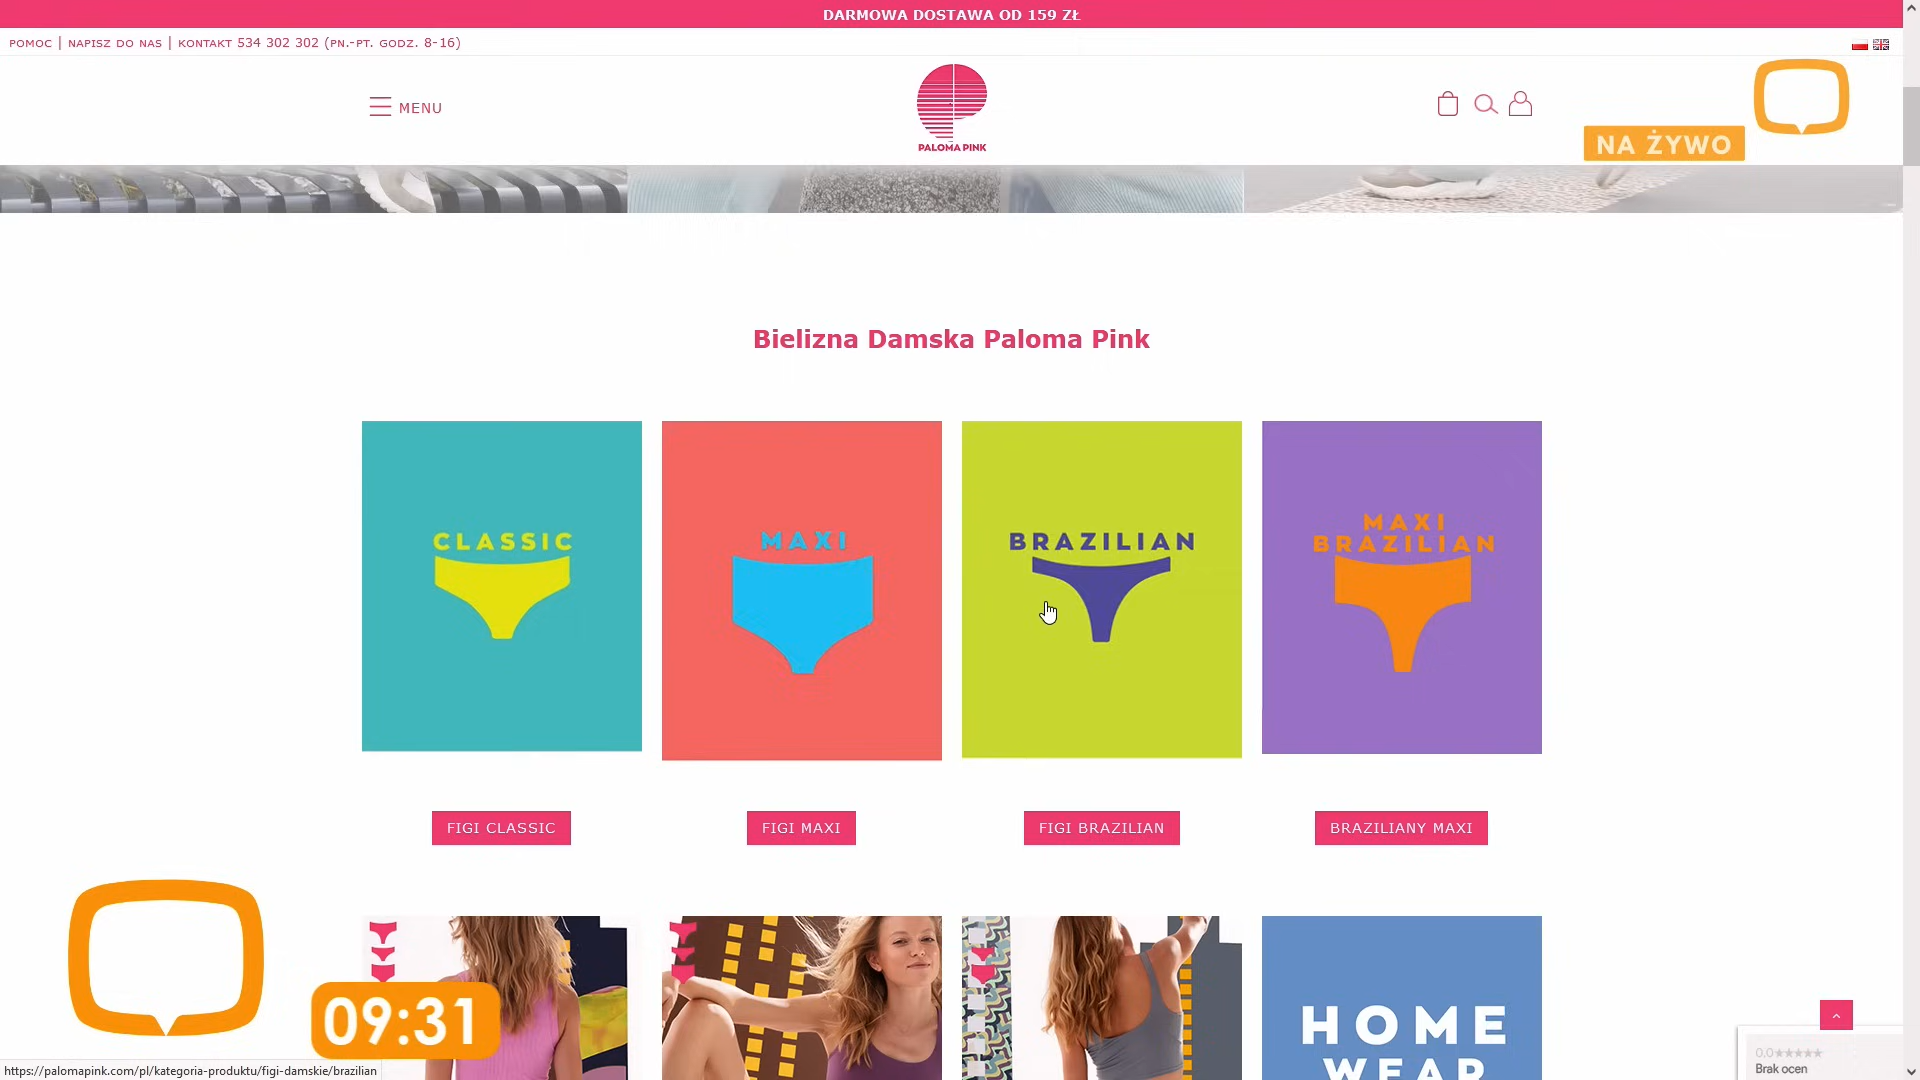 DARMOWA DOSTAWA OD 159 ZŁ
POMOC | NAPISZ DO NAS | KONTAKT 534 302 302 (PN.-PT. GODZ. 8-16)
MENU
PALOMA PINK
NA ŻYWO
Bielizna Damska Paloma Pink
CLASSIC
MAXI
BRAZILIAN
MAXI
BRAZILIAN
FIGI CLASSIC
FIGI MAXI
FIGI BRAZILIAN
BRAZILIANY MAXI
HOME
WEAR
09:31
0,0★★★★★
Brak ocen
https://palomapink.com/pl/kategoria-produktu/figi-damskie/brazilian